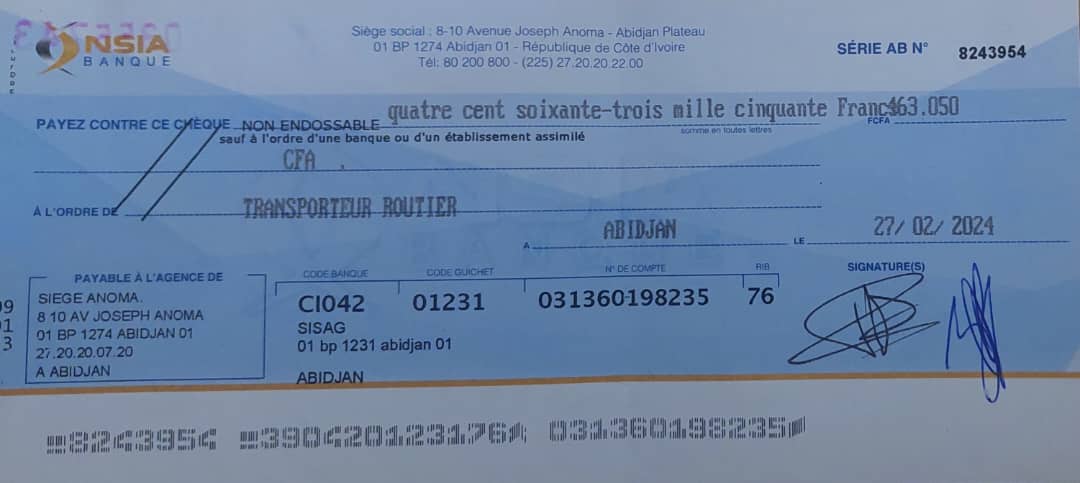 NSIA
BANQUE
Siège social : 8-10 Avenue Joseph Anoma - Abidjan Plateau
01 BP 1274 Abidjan 01 - République de Côte d'Ivoire
Tél: 80 200 800 - (225) 27.20.20.22.00
SÉRIE AB N° 8243954
PAYEZ CONTRE CE CHÈQUE NON ENDOSSABLE quatre cent soixante-trois mille cinquante Franc 463.050
sauf à l'ordre d'une banque ou d'un établissement assimilé
somme en toutes lettres
FCFA
CFA .
À L'ORDRE DE TRANSPORTEUR ROUTIER
A ABIDJAN LE 27/ 02/ 2024
PAYABLE À L'AGENCE DE
SIEGE ANOMA.
8 10 AV JOSEPH ANOMA
01 BP 1274 ABIDJAN 01
27.20.20.07.20
A ABIDJAN
CODE BANQUE CODE GUICHET N° DE COMPTE RIB
CI042 01231 031360198235 76
SISAG
01 bp 1231 abidjan 01
ABIDJAN
SIGNATURE(S)
8243954 390420123176 031360198235